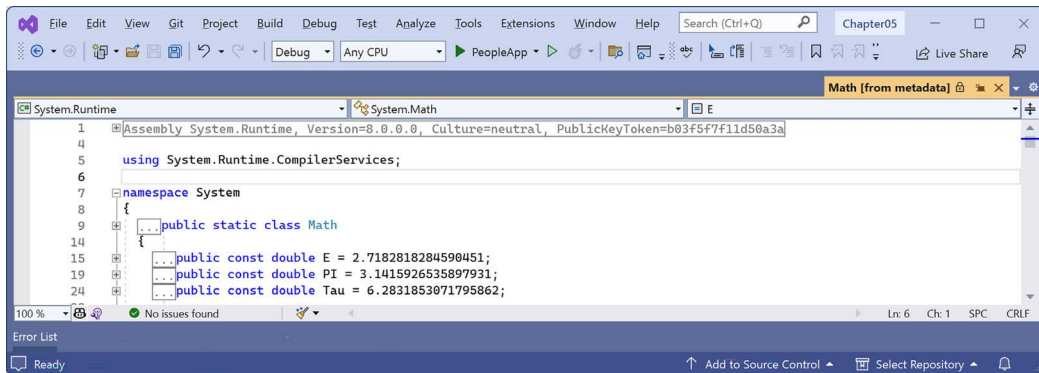 File Edit View Git Project Build Debug Test Analyze Tools Extensions Window Help Search (Ctrl+Q) Chapter05
Debug Any CPU PeopleApp Live Share
Math [from metadata]
C# System.Runtime System.Math E
1 Assembly System.Runtime, Version=8.0.0.0, Culture=neutral, PublicKeyToken=b03f5f7f11d50a3a
4
5 using System.Runtime.CompilerServices;
6
7 namespace System
8 {
9 ...public static class Math
14 {
15 ...public const double E = 2.7182818284590451;
19 ...public const double PI = 3.1415926535897931;
24 ...public const double Tau = 6.2831853071795862;
100 % No issues found Ln: 6 Ch: 1 SPC CRLF
Error List
Ready Add to Source Control Select Repository